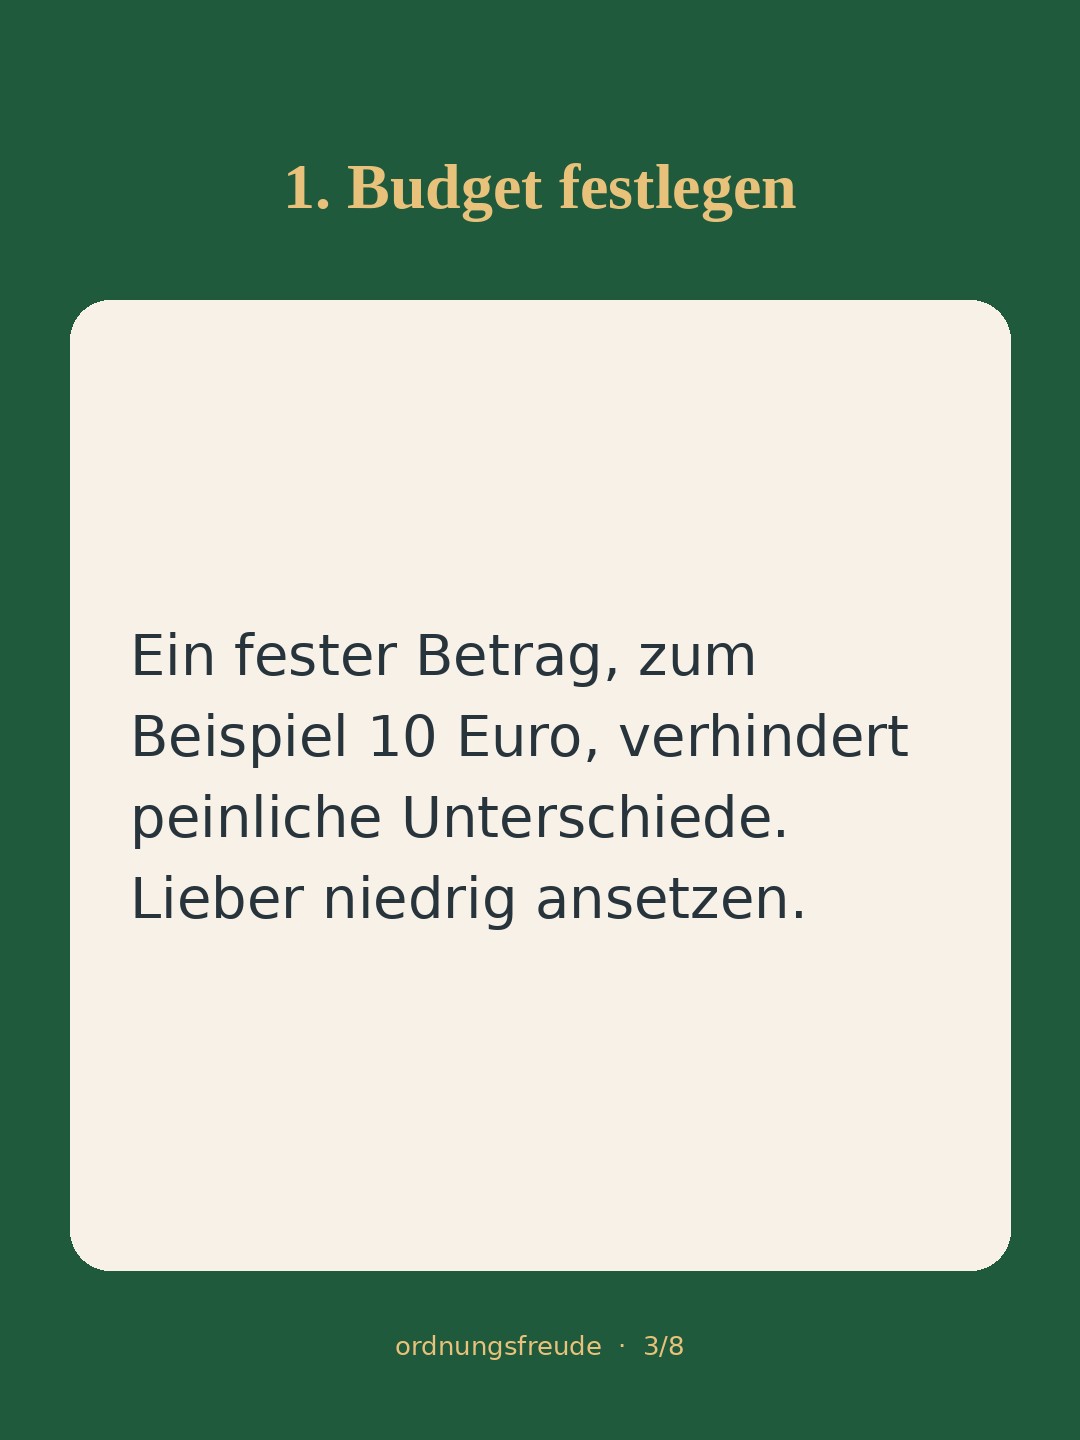 1. Budget festlegen
Ein fester Betrag, zum
Beispiel 10 Euro, verhindert
peinliche Unterschiede.
Lieber niedrig ansetzen.
ordnungsfreude · 3/8